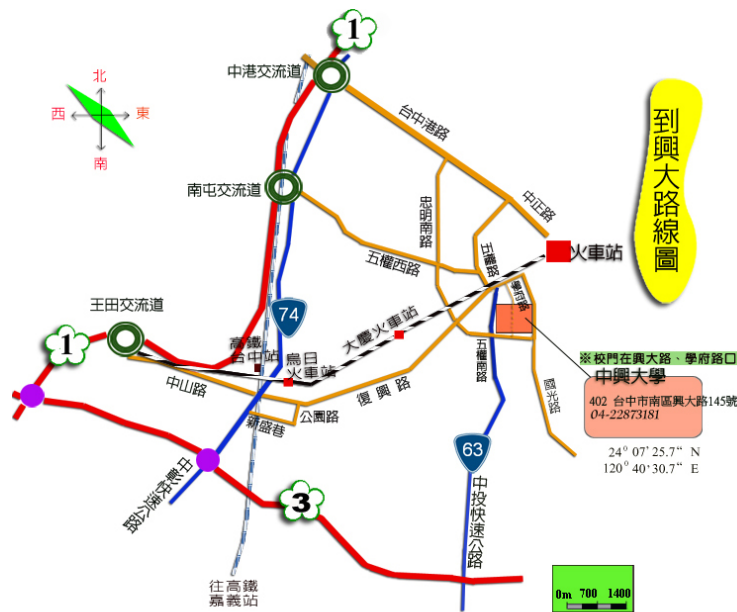 1
中港交流道
北
西
東
南
台中港路
到興大路線圖
南屯交流道
忠明南路
中正路
五權西路
五權路
火車站
學府路
74
王田交流道
大慶火車站
高鐵
台中站
烏日
火車站
1
五權南路
※校門在興大路、學府路口
中興大學
402 台中市南區興大路145號
04-22873181
中山路
復興路
國光路
公園路
新盛巷
24° 07' 25.7" N
120° 40' 30.7" E
63
中彰快速公路
3
中投快速公路
往高鐵
嘉義站
0m 700 1400